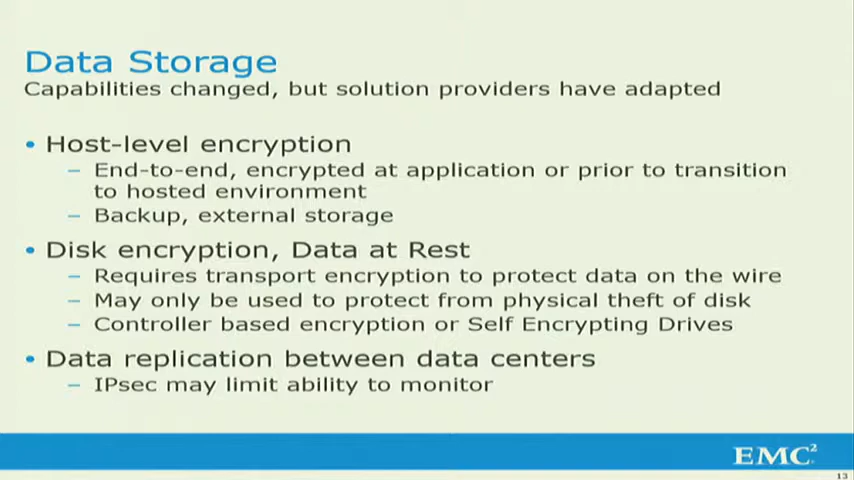 Data Storage
Capabilities changed, but solution providers have adapted
• Host-level encryption
– End-to-end, encrypted at application or prior to transition
to hosted environment
– Backup, external storage
• Disk encryption, Data at Rest
– Requires transport encryption to protect data on the wire
– May only be used to protect from physical theft of disk
– Controller based encryption or Self Encrypting Drives
• Data replication between data centers
– IPsec may limit ability to monitor
EMC²
13